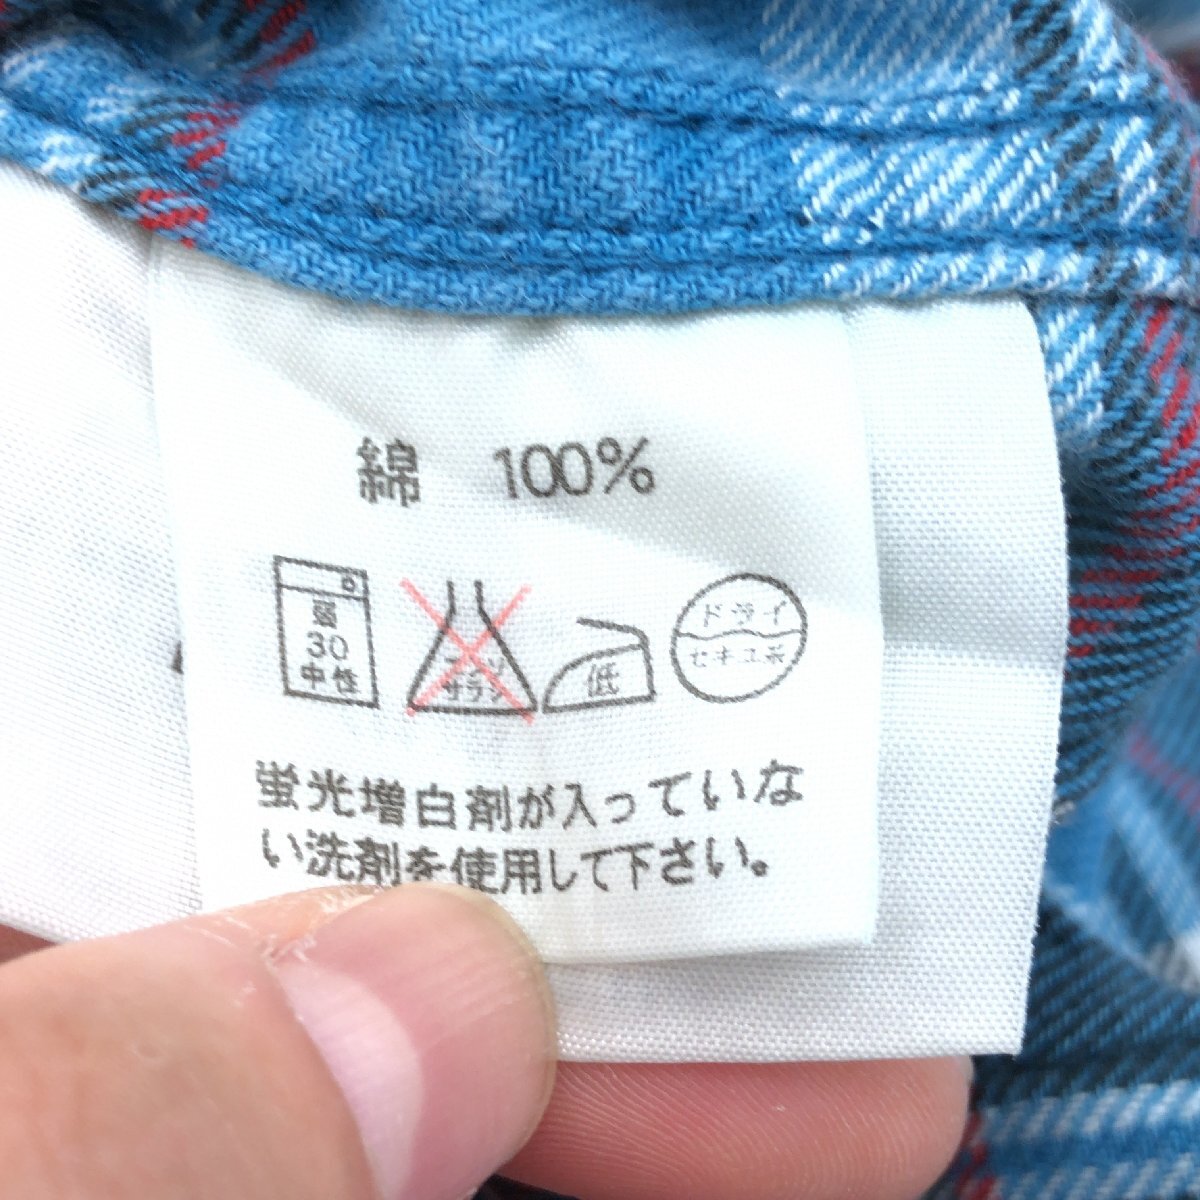 綿 100%
弱
30
中性
エンソ
サラシ
低
ドライ
セキユ系
蛍光増白剤が入っていな
い洗剤を使用して下さい。